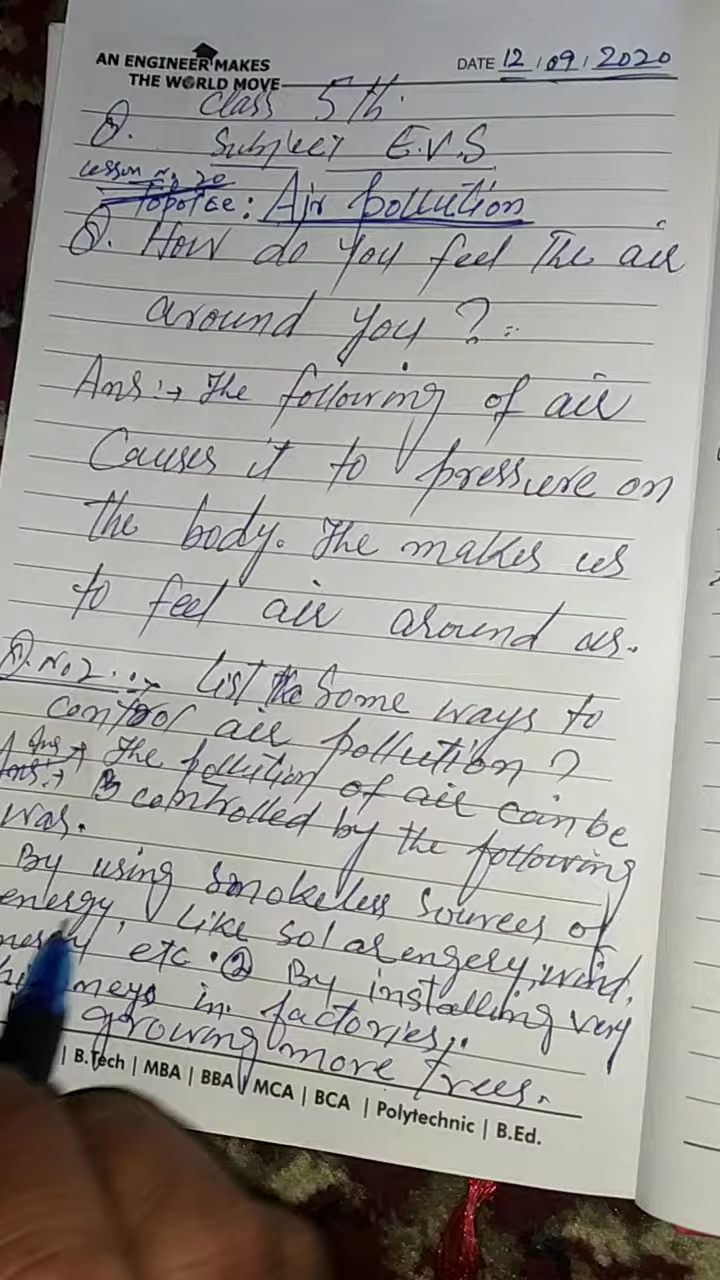 AN ENGINEER MAKES
THE WORLD MOVE
DATE 12/09/2020
Class 5th.
Q. Subject E.V.S
Lesson No 20
: Air pollution
Q. How do you feel The air
around you?
Ans:→ The following of air
Causes it to pressure on
the body. The makes us
to feel air around us.
Q.No2:→ List Some ways to
control air pollution?
Ans→ The pollution of air can be
controlled by the following
was.
By using Smokeless sources of
energy, Like solar engery, wind,
etc. ② By installing very
in factories.
growing more Trees.
| B.Tech | MBA | BBA | MCA | BCA | Polytechnic | B.Ed.